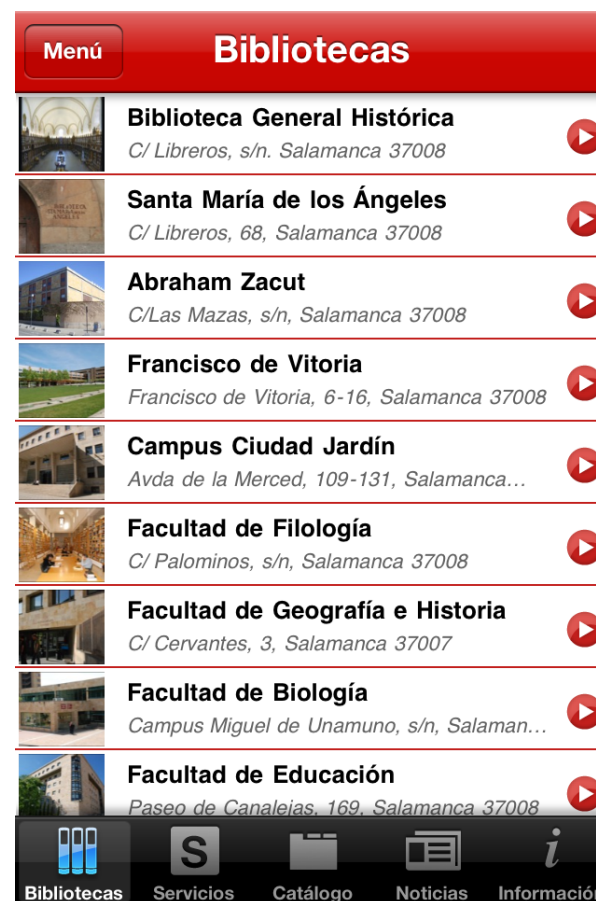 Menú
Bibliotecas
Biblioteca General Histórica
C/ Libreros, s/n. Salamanca 37008
Santa María de los Ángeles
C/ Libreros, 68, Salamanca 37008
Abraham Zacut
C/Las Mazas, s/n, Salamanca 37008
Francisco de Vitoria
Francisco de Vitoria, 6-16, Salamanca 37008
Campus Ciudad Jardín
Avda de la Merced, 109-131, Salamanca...
Facultad de Filología
C/ Palominos, s/n, Salamanca 37008
Facultad de Geografía e Historia
C/ Cervantes, 3, Salamanca 37007
Facultad de Biología
Campus Miguel de Unamuno, s/n, Salaman...
Facultad de Educación
Paseo de Canalejas, 169, Salamanca 37008
S
i
Bibliotecas Servicios Catálogo Noticias Información